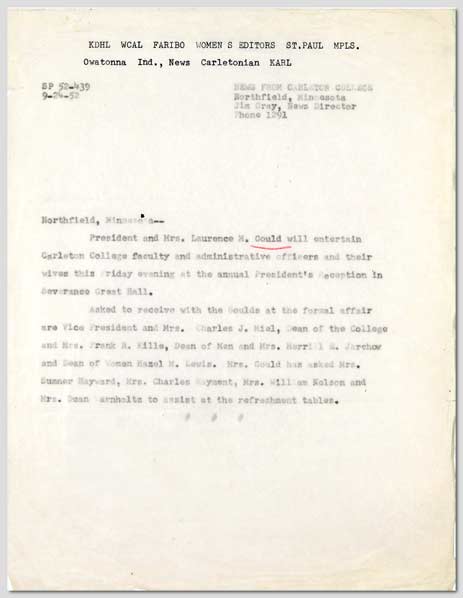 KDHL WCAL FARIBO WOMEN'S EDITORS ST.PAUL MPLS.
Owatonna Ind., News Carletonian KARL
SP 52-439
9-24-52
NEWS FROM CARLETON COLLEGE
Northfield, Minnesota
Jim Gray, News Director
Phone 1291
Northfield, Minnesota--
President and Mrs. Laurence M. Gould will entertain
Carleton College faculty and administrative officers and their
wives this Friday evening at the annual President's Reception in
Severance Great Hall.
Asked to receive with the Goulds at the formal affair
are Vice President and Mrs. Charles J. Biel, Dean of the College
and Mrs. Frank R. Kille, Dean of Men and Mrs. Merrill E. Jarchow
and Dean of Women Hazel M. Lewis. Mrs. Gould has asked Mrs.
Sumner Hayward, Mrs. Charles Rayment, Mrs. William Nelson and
Mrs. Dean Warnholtz to assist at the refreshment tables.
# # #